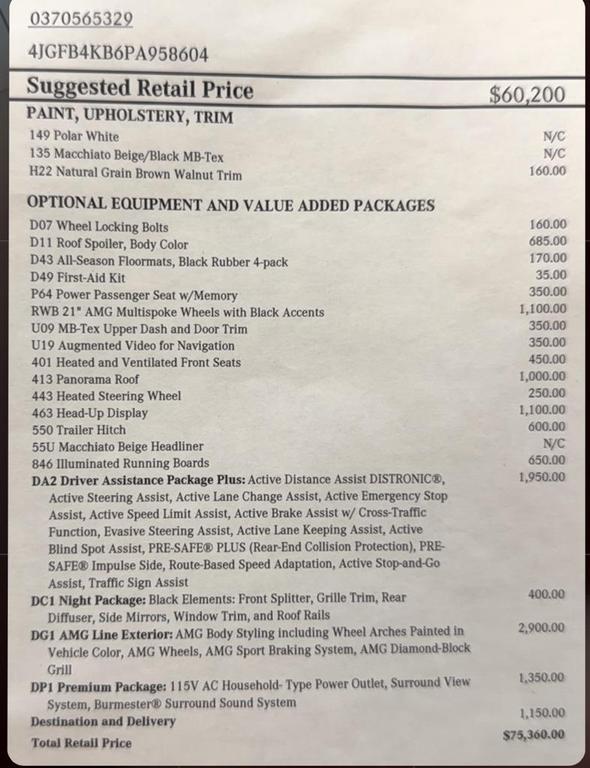 0370565329
4JGFB4KB6PA958604
Suggested Retail Price $60,200
PAINT, UPHOLSTERY, TRIM
149 Polar White N/C
135 Macchiato Beige/Black MB-Tex N/C
H22 Natural Grain Brown Walnut Trim 160.00
OPTIONAL EQUIPMENT AND VALUE ADDED PACKAGES
D07 Wheel Locking Bolts 160.00
D11 Roof Spoiler, Body Color 685.00
D43 All-Season Floormats, Black Rubber 4-pack 170.00
D49 First-Aid Kit 35.00
P64 Power Passenger Seat w/Memory 350.00
RWB 21" AMG Multispoke Wheels with Black Accents 1,100.00
U09 MB-Tex Upper Dash and Door Trim 350.00
U19 Augmented Video for Navigation 350.00
401 Heated and Ventilated Front Seats 450.00
413 Panorama Roof 1,000.00
443 Heated Steering Wheel 250.00
463 Head-Up Display 1,100.00
550 Trailer Hitch 600.00
55U Macchiato Beige Headliner N/C
846 Illuminated Running Boards 650.00
DA2 Driver Assistance Package Plus: Active Distance Assist DISTRONIC®, 1,950.00
Active Steering Assist, Active Lane Change Assist, Active Emergency Stop
Assist, Active Speed Limit Assist, Active Brake Assist w/ Cross-Traffic
Function, Evasive Steering Assist, Active Lane Keeping Assist, Active
Blind Spot Assist, PRE-SAFE® PLUS (Rear-End Collision Protection), PRE-
SAFE® Impulse Side, Route-Based Speed Adaptation, Active Stop-and-Go
Assist, Traffic Sign Assist
DC1 Night Package: Black Elements: Front Splitter, Grille Trim, Rear 400.00
Diffuser, Side Mirrors, Window Trim, and Roof Rails
DG1 AMG Line Exterior: AMG Body Styling including Wheel Arches Painted in 2,900.00
Vehicle Color, AMG Wheels, AMG Sport Braking System, AMG Diamond-Block
Grill
DP1 Premium Package: 115V AC Household- Type Power Outlet, Surround View 1,350.00
System, Burmester® Surround Sound System
Destination and Delivery 1,150.00
Total Retail Price $75,360.00